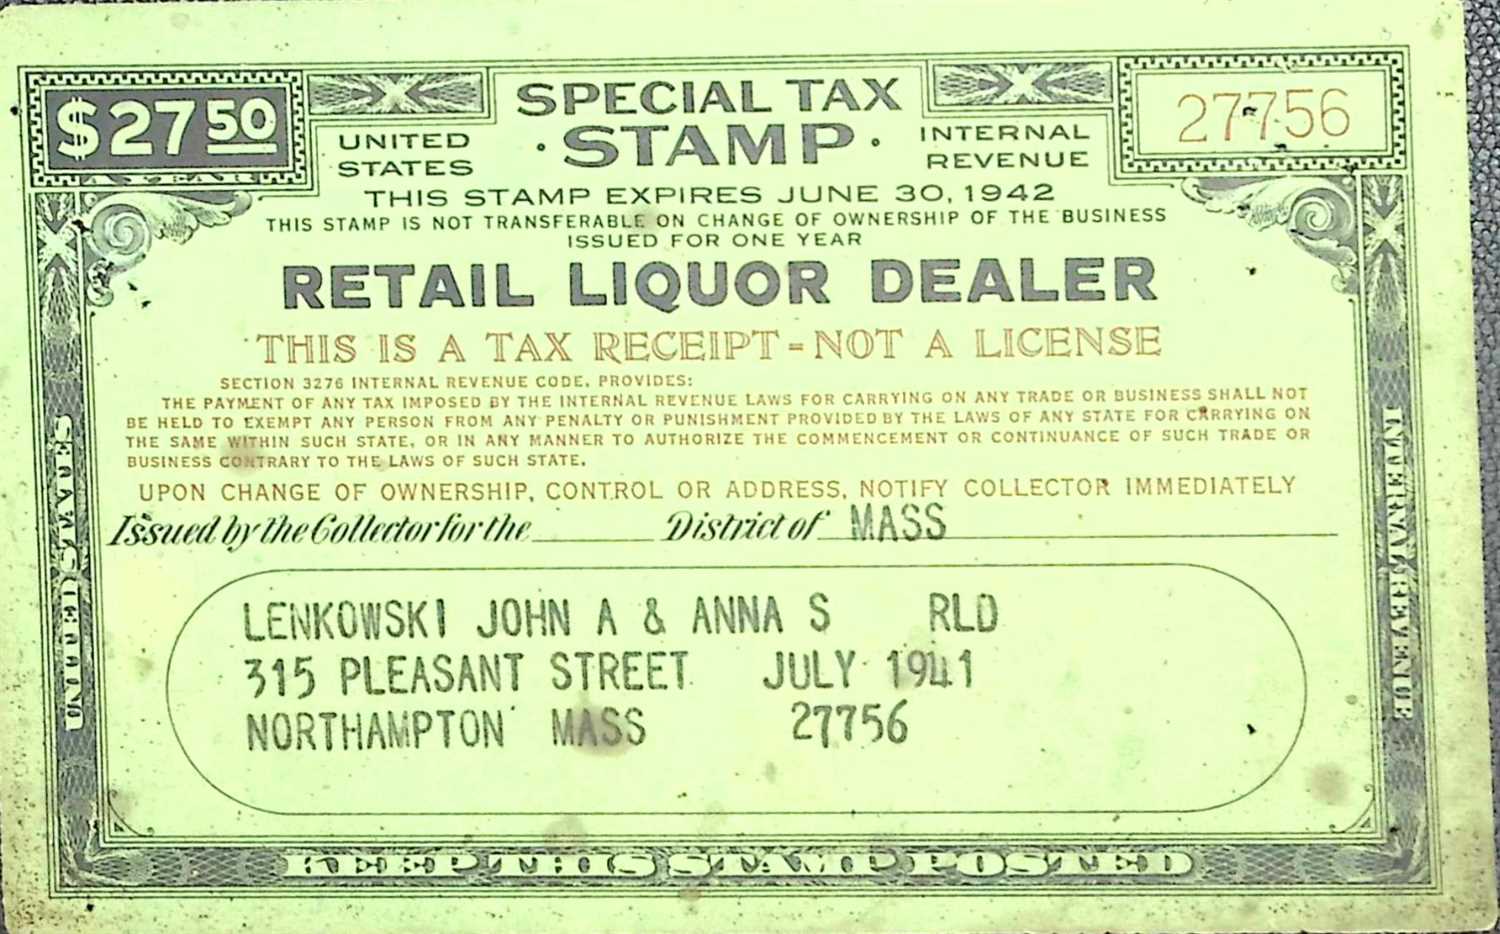 $27.50
A YEAR
UNITED STATES
SPECIAL TAX
· STAMP ·
INTERNAL REVENUE
27756
THIS STAMP EXPIRES JUNE 30, 1942
THIS STAMP IS NOT TRANSFERABLE ON CHANGE OF OWNERSHIP OF THE BUSINESS
ISSUED FOR ONE YEAR
RETAIL LIQUOR DEALER
THIS IS A TAX RECEIPT - NOT A LICENSE
SECTION 3276 INTERNAL REVENUE CODE, PROVIDES:
THE PAYMENT OF ANY TAX IMPOSED BY THE INTERNAL REVENUE LAWS FOR CARRYING ON ANY TRADE OR BUSINESS SHALL NOT
BE HELD TO EXEMPT ANY PERSON FROM ANY PENALTY OR PUNISHMENT PROVIDED BY THE LAWS OF ANY STATE FOR CARRYING ON
THE SAME WITHIN SUCH STATE, OR IN ANY MANNER TO AUTHORIZE THE COMMENCEMENT OR CONTINUANCE OF SUCH TRADE OR
BUSINESS CONTRARY TO THE LAWS OF SUCH STATE.
UPON CHANGE OF OWNERSHIP, CONTROL OR ADDRESS, NOTIFY COLLECTOR IMMEDIATELY
Issued by the Collector for the District of MASS
LENKOWSKI JOHN A & ANNA S RLD
315 PLEASANT STREET JULY 1941
NORTHAMPTON MASS 27756
UNITED STATES
INTERNAL REVENUE
KEEP THIS STAMP POSTED